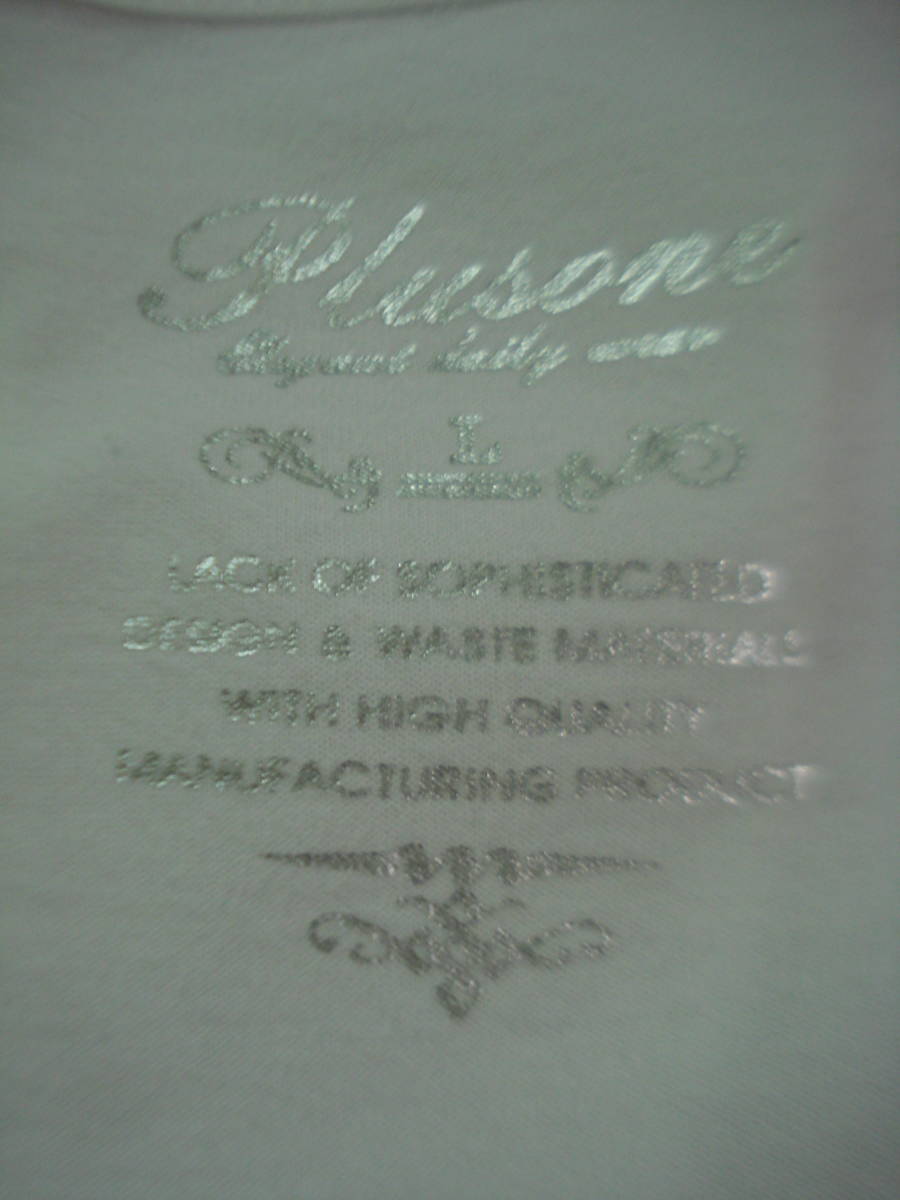 Plusone
Elegant daily wear
L
LACK OF SOPHISTICATED
DESIGN & WASTE MATERIALS
WITH HIGH QUALITY
MANUFACTURING PRODUCT